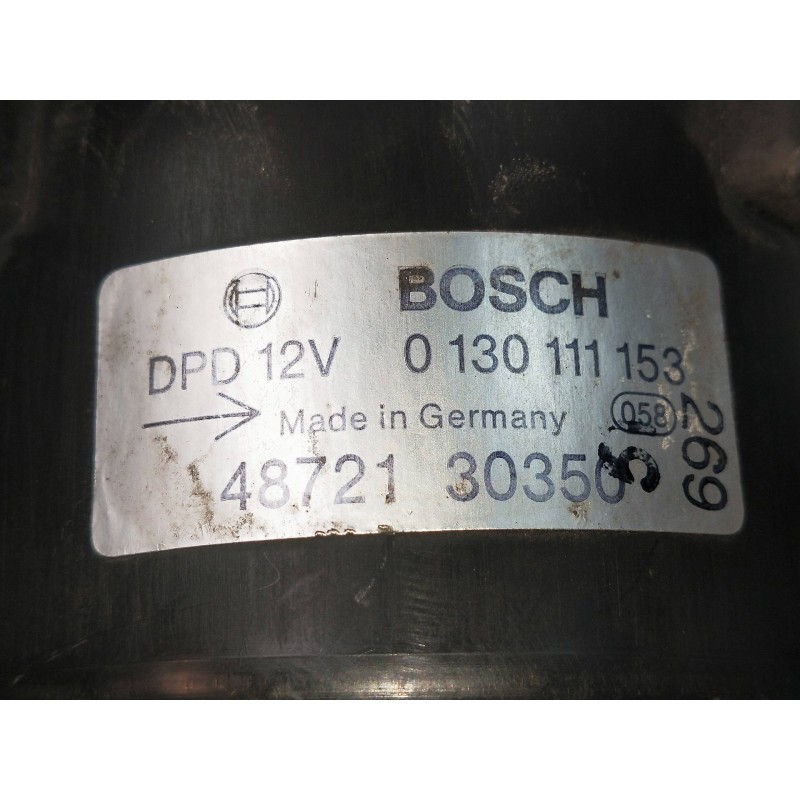 BOSCH
DPD 12V 0 130 111 153
Made in Germany 058
48721 30350
269